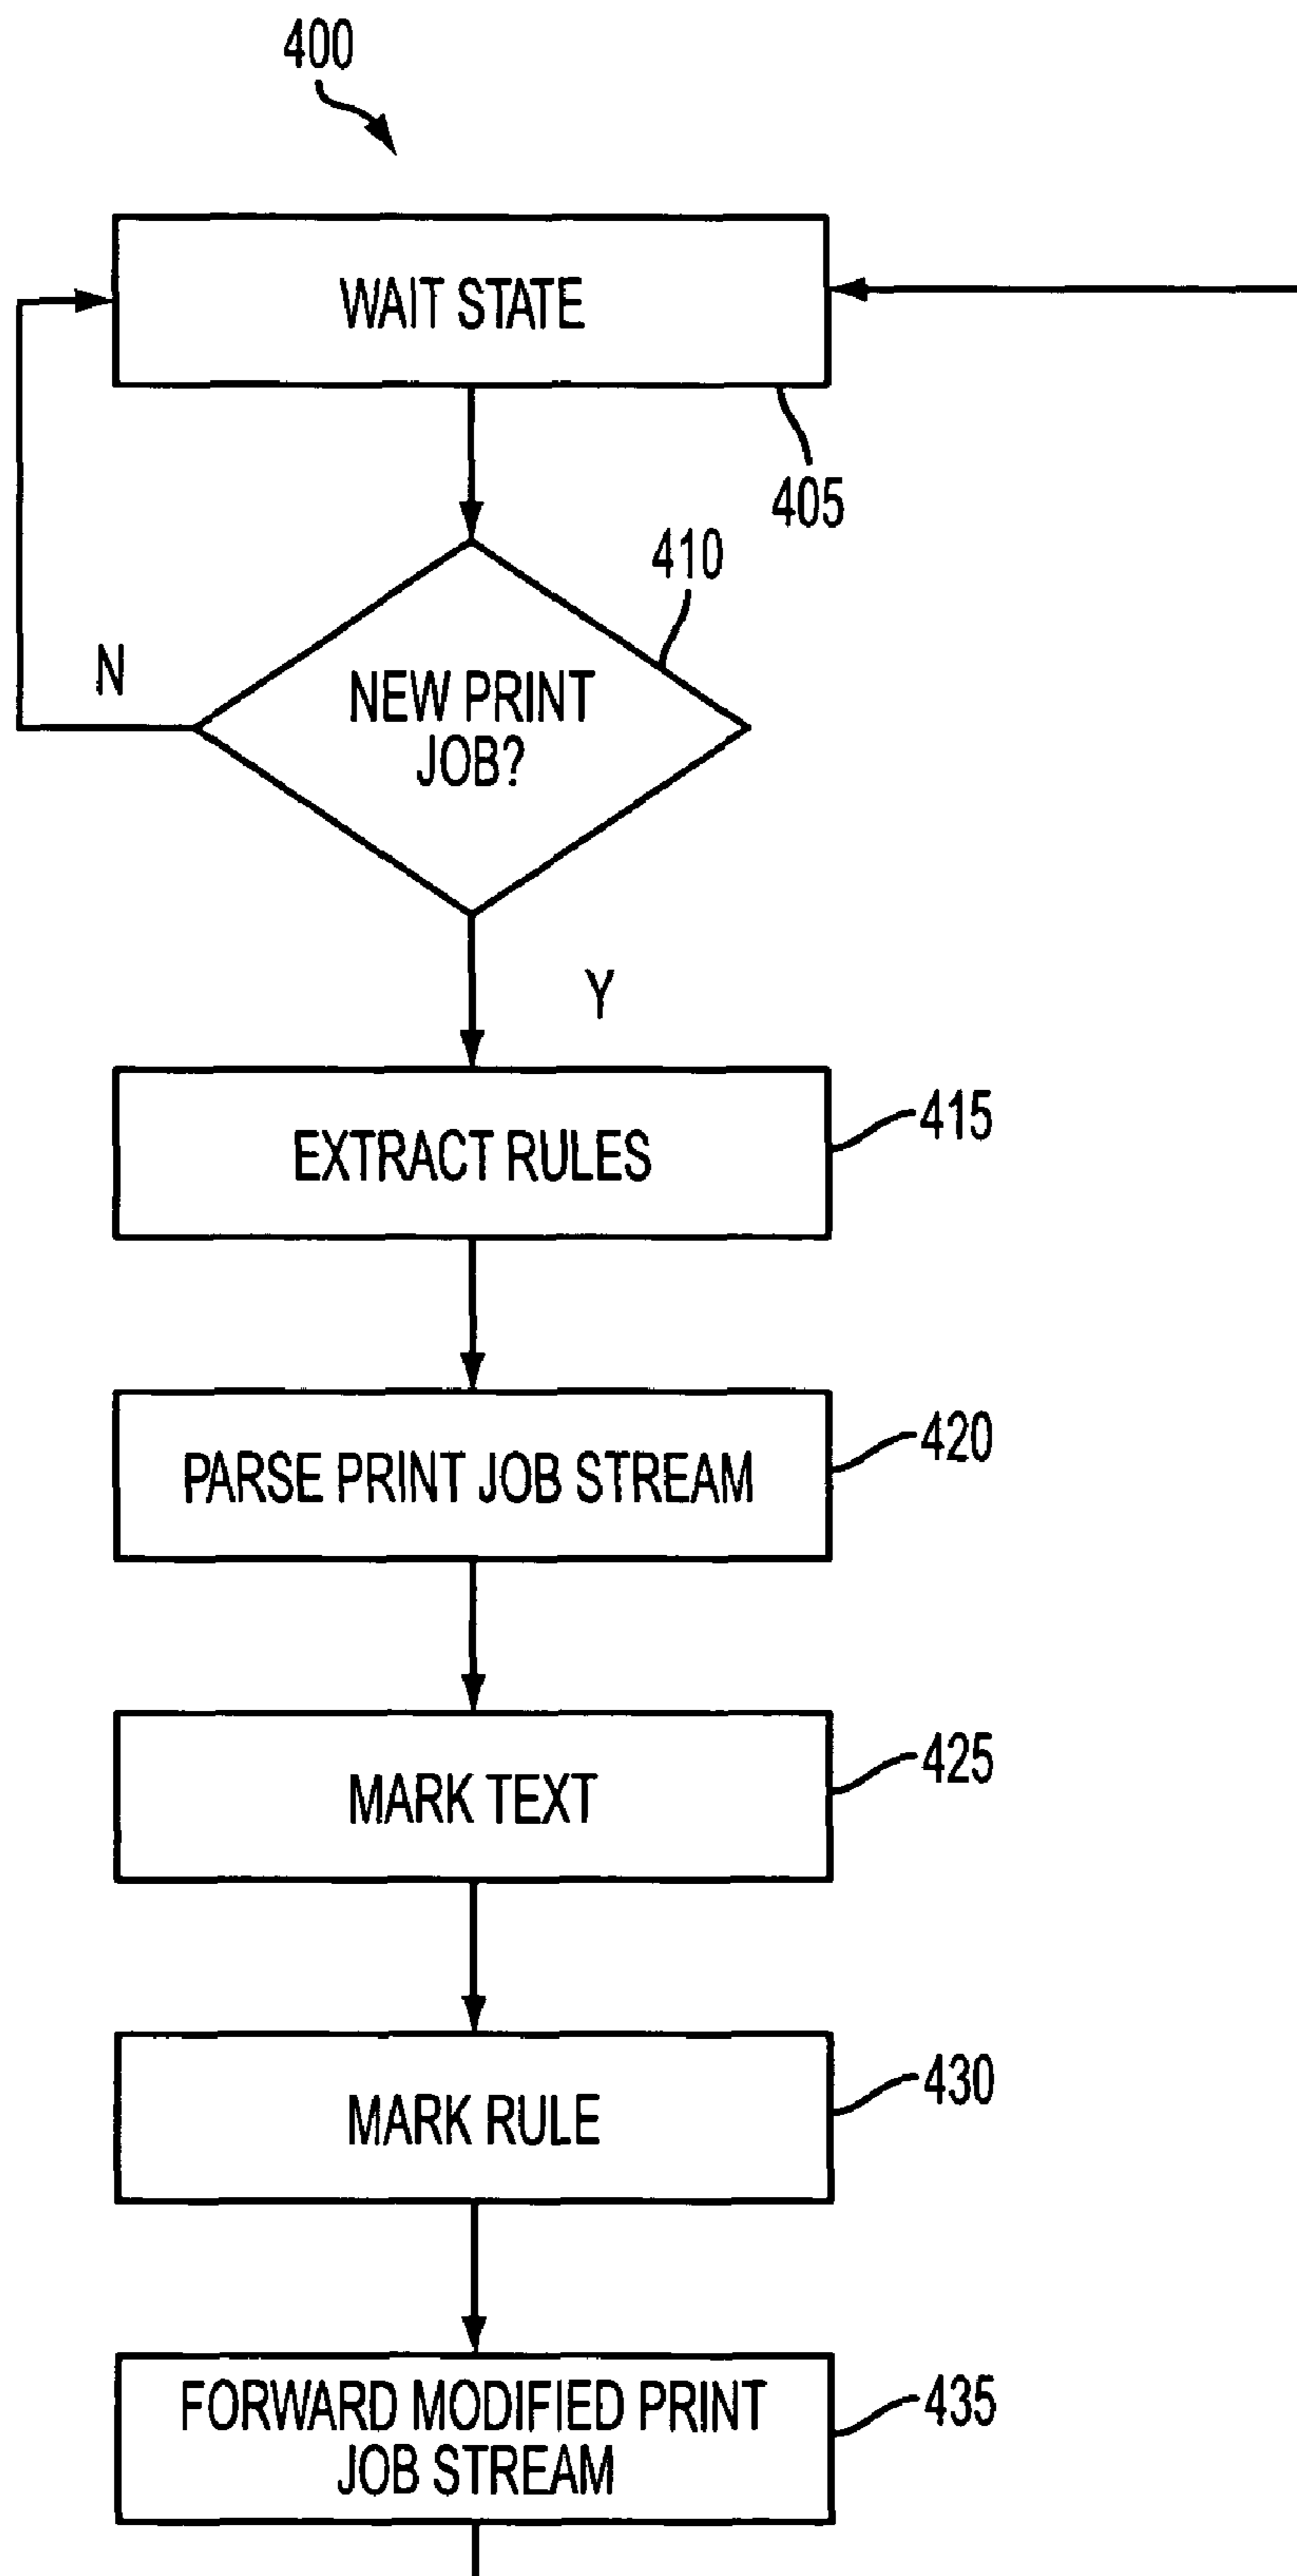 400
WAIT STATE
405
410
NEW PRINT
JOB?
N
Y
EXTRACT RULES
415
PARSE PRINT JOB STREAM
420
MARK TEXT
425
MARK RULE
430
FORWARD MODIFIED PRINT
JOB STREAM
435